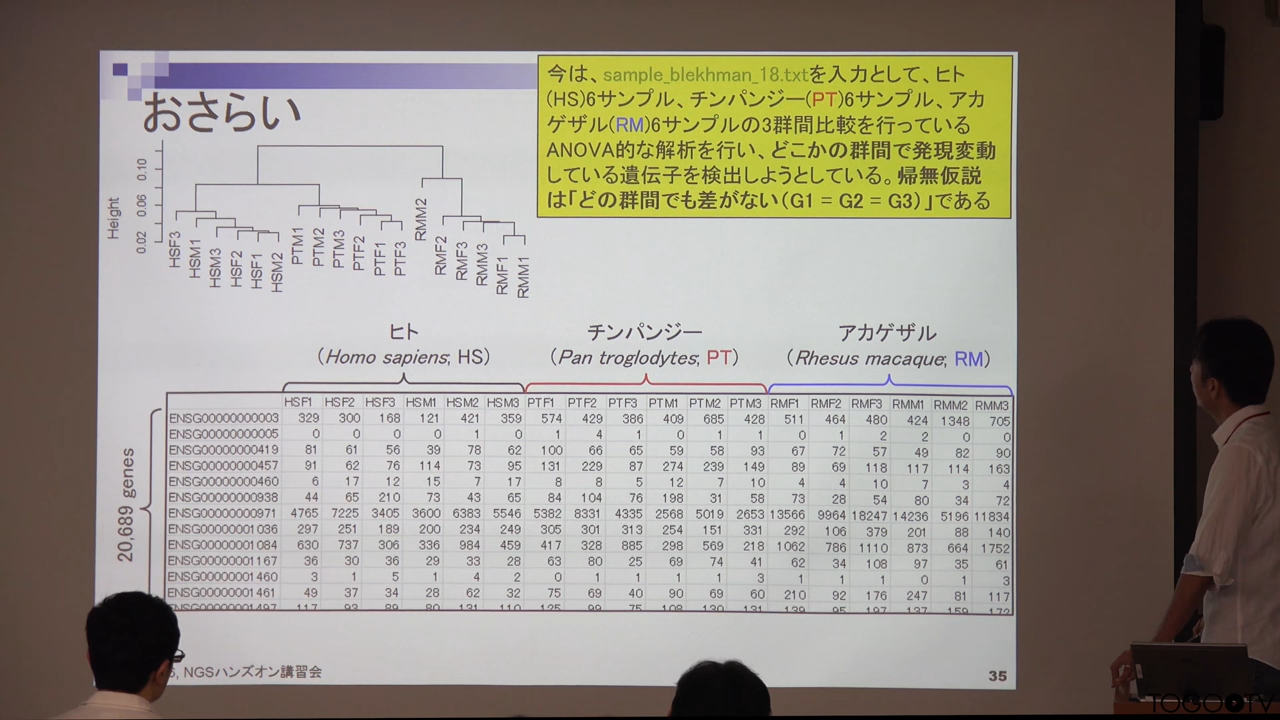 おさらい
今は、sample_blekhman_18.txtを入力として、ヒト
(HS)6サンプル、チンパンジー(PT)6サンプル、アカ
ゲザル(RM)6サンプルの3群間比較を行っている
ANOVA的な解析を行い、どこかの群間で発現変動
している遺伝子を検出しようとしている。帰無仮説
は「どの群間でも差がない(G1 = G2 = G3)」である
Height
0.02 0.06 0.10
HSF3 HSM1 HSM3 HSF2 HSF1 HSM2 PTM1 PTM2 PTM3 PTF2 PTF1 PTF3 RMM2 RMF2 RMF3 RMM3 RMF1 RMM1
ヒト チンパンジー アカゲザル
(Homo sapiens; HS) (Pan troglodytes; PT) (Rhesus macaque; RM)
HSF1 HSF2 HSF3 HSM1 HSM2 HSM3 PTF1 PTF2 PTF3 PTM1 PTM2 PTM3 RMF1 RMF2 RMF3 RMM1 RMM2 RMM3
ENSG00000000003 329 300 168 121 421 359 574 429 386 409 685 428 511 464 480 424 1348 705
ENSG00000000005 0 0 0 0 1 0 1 4 1 0 1 1 0 1 2 2 0 0
ENSG00000000419 81 61 56 39 78 62 100 66 65 59 58 93 67 72 57 49 82 90
ENSG00000000457 91 62 76 114 73 95 131 229 87 274 239 149 89 69 118 117 114 163
ENSG00000000460 6 17 12 15 7 17 8 8 5 12 7 10 4 4 10 7 3 4
ENSG00000000938 44 65 210 73 43 65 84 104 76 198 31 58 73 28 54 80 34 72
ENSG00000000971 4765 7225 3405 3600 6383 5546 5382 8331 4335 2568 5019 2653 13566 9964 18247 14236 5196 11834
ENSG00000001036 297 251 189 200 234 249 305 301 313 254 151 331 292 106 379 201 88 140
ENSG00000001084 630 737 306 336 984 459 417 328 885 298 569 218 1062 786 1110 873 664 1752
ENSG00000001167 36 30 36 29 33 28 63 80 25 69 74 41 62 34 108 97 35 61
ENSG00000001460 3 1 5 1 4 2 0 1 1 1 1 3 1 1 1 0 1 3
ENSG00000001461 49 37 34 28 62 32 75 69 40 90 69 60 210 92 176 247 81 117
20,689 genes
, NGSハンズオン講習会
35
TOGOTV